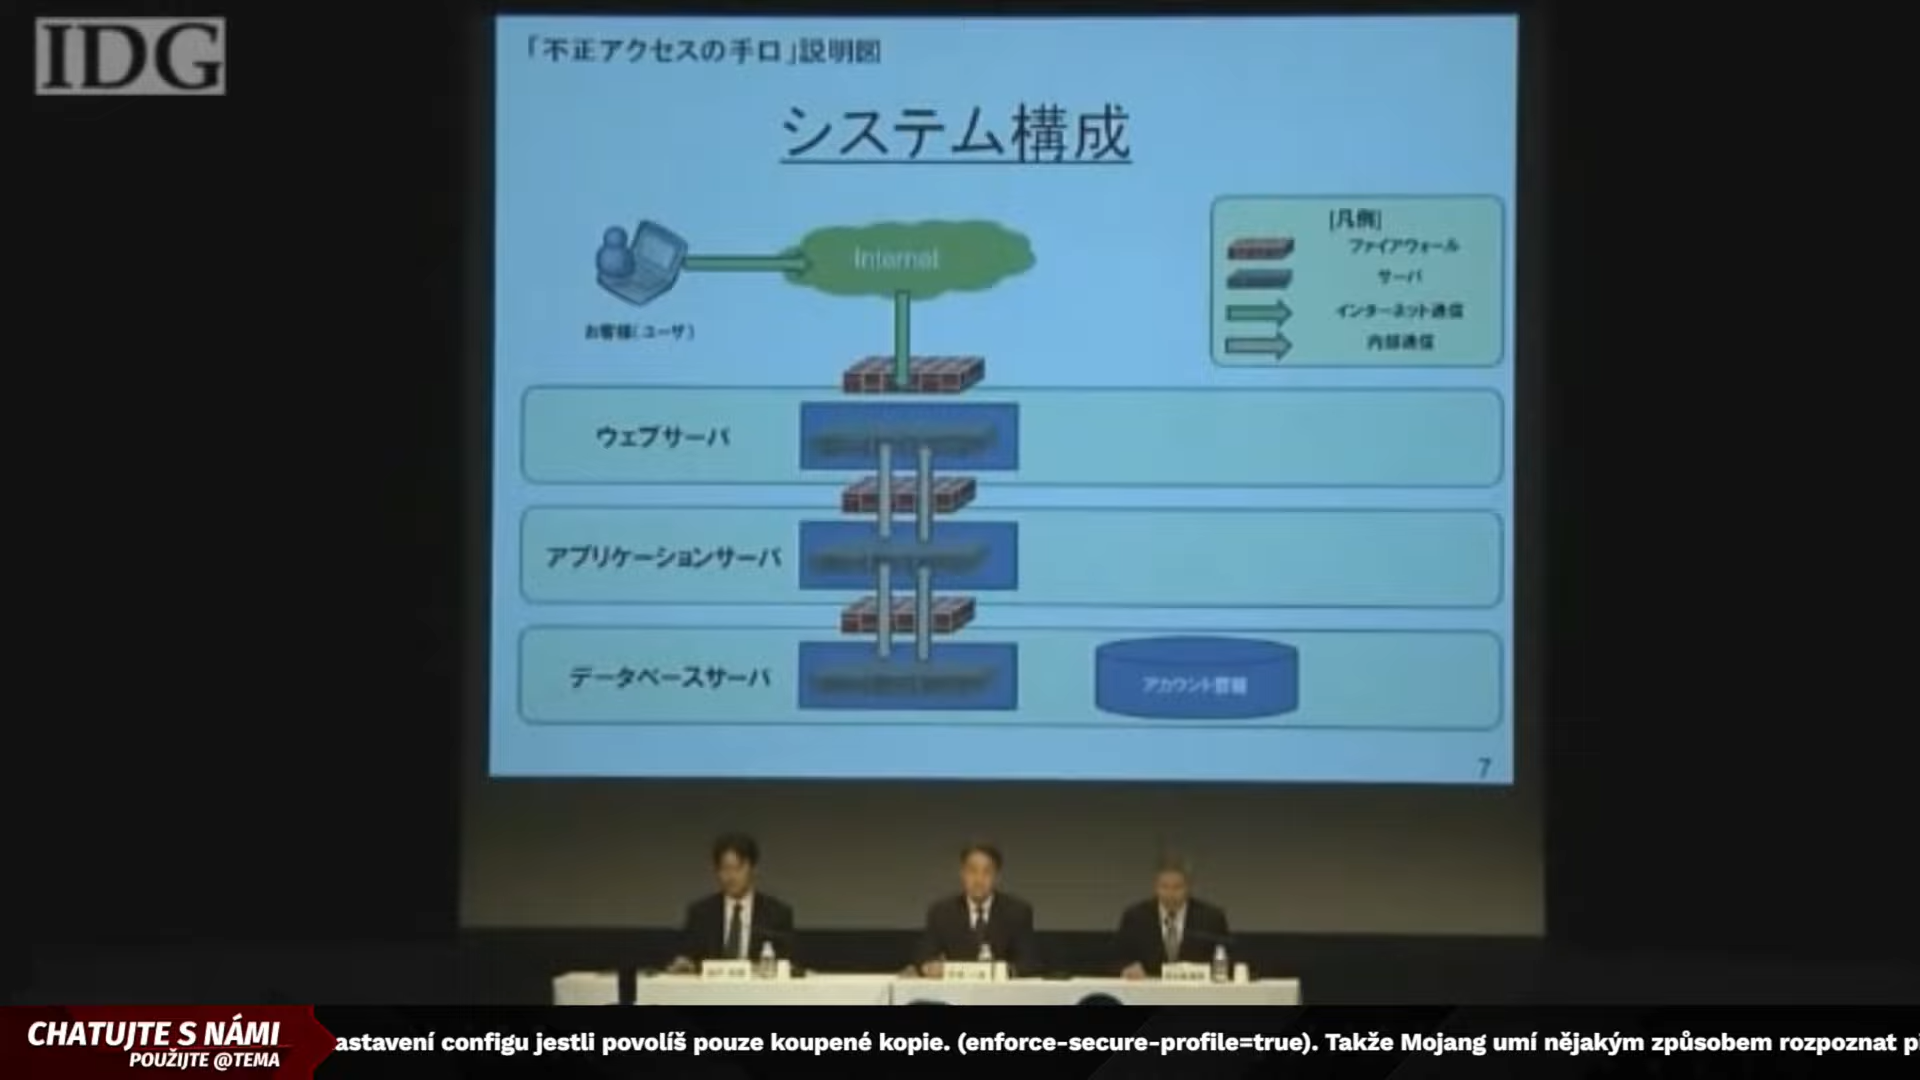 IDG
「不正アクセスの手口」説明図
システム構成
Internet
お客様(ユーザ)
[凡例]
ファイアウォール
サーバ
インターネット通信
内部通信
ウェブサーバ
アプリケーションサーバ
データベースサーバ
アカウント情報
7
CHATUJTE S NÁMI
POUŽIJTE @TEMA
astavení configu jestli povolíš pouze koupené kopie. (enforce-secure-profile=true). Takže Mojang umí nějakým způsobem rozpoznat